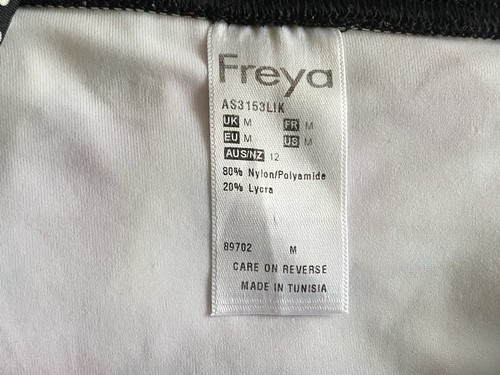 Freya
AS3153LIK
UK M FR M
EU M US M
AUS/NZ 12
80% Nylon/Polyamide
20% Lycra
89702 M
CARE ON REVERSE
MADE IN TUNISIA